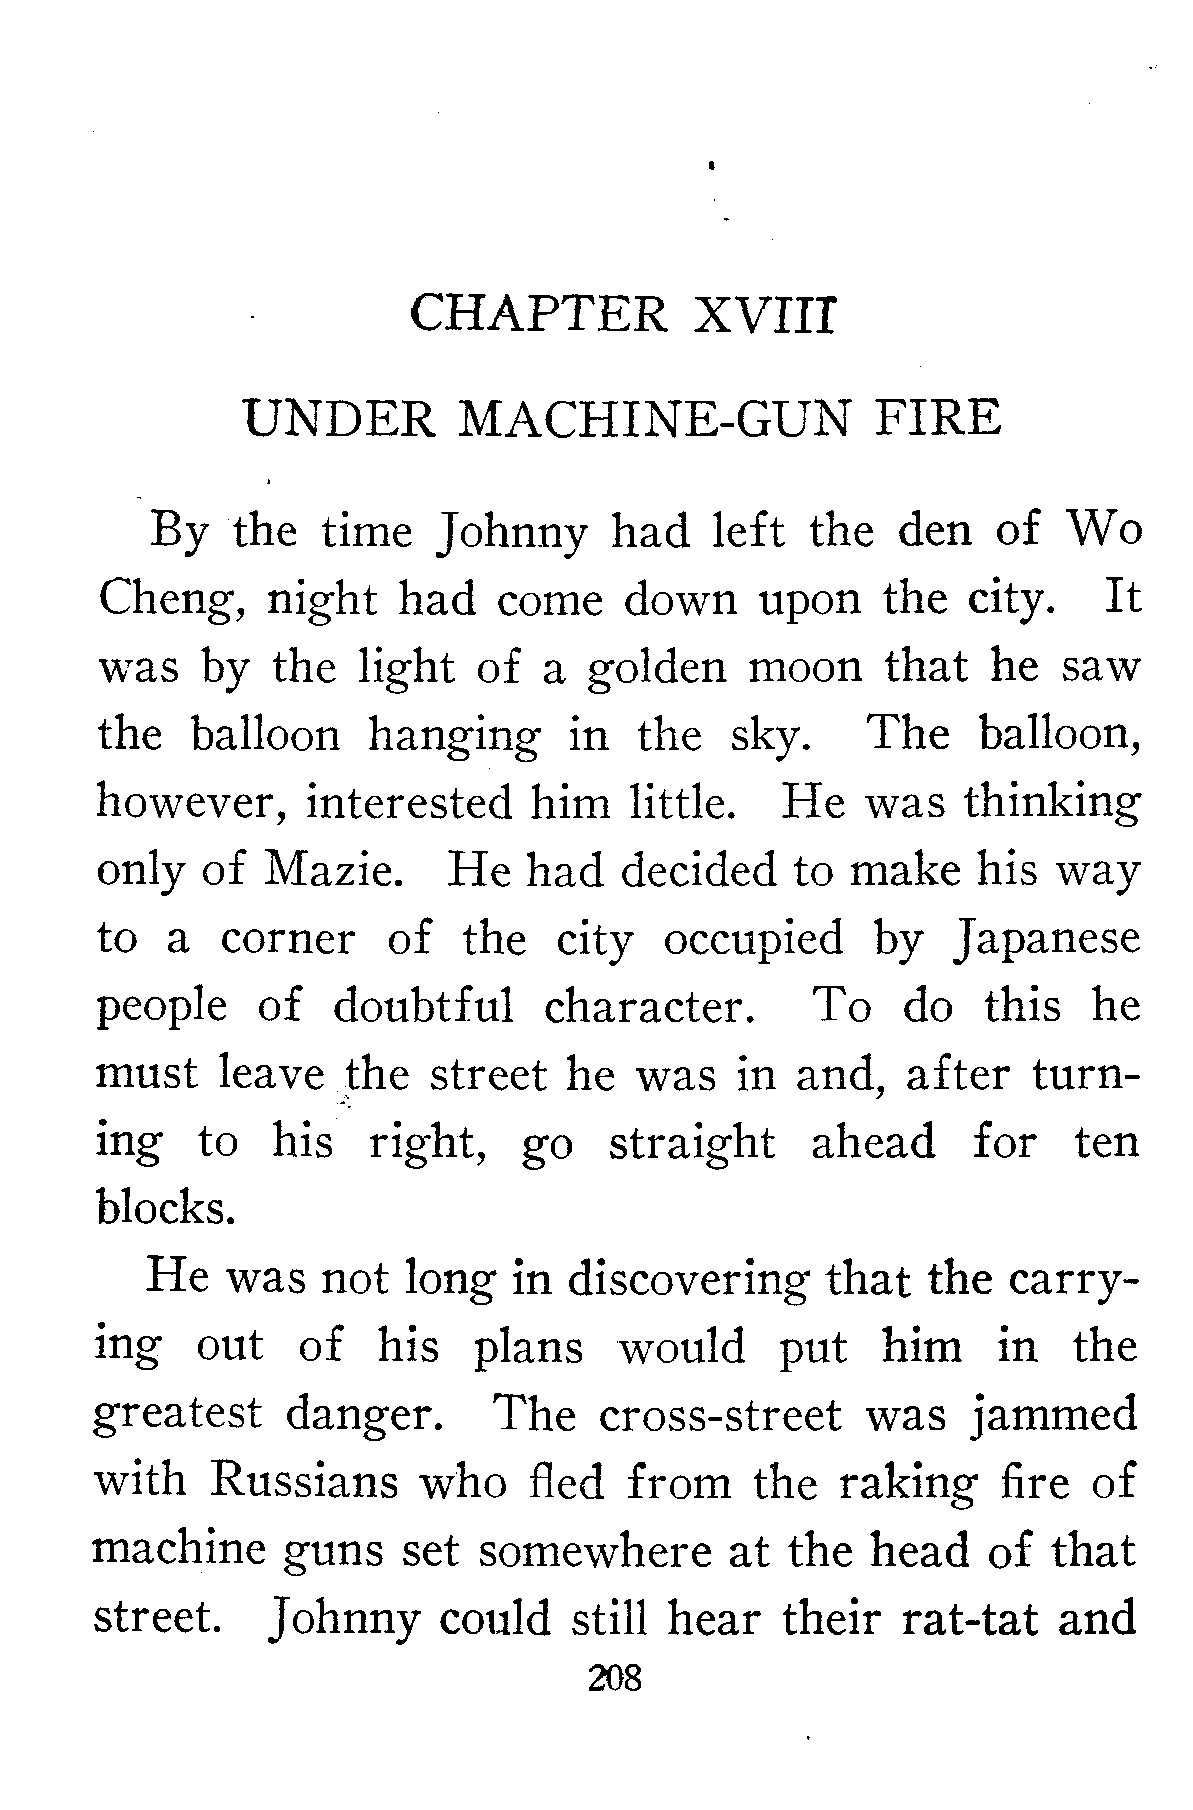 CHAPTER XVIII
UNDER MACHINE-GUN FIRE
By the time Johnny had left the den of Wo
Cheng, night had come down upon the city. It
was by the light of a golden moon that he saw
the balloon hanging in the sky. The balloon,
however, interested him little. He was thinking
only of Mazie. He had decided to make his way
to a corner of the city occupied by Japanese
people of doubtful character. To do this he
must leave the street he was in and, after turn-
ing to his right, go straight ahead for ten
blocks.
He was not long in discovering that the carry-
ing out of his plans would put him in the
greatest danger. The cross-street was jammed
with Russians who fled from the raking fire of
machine guns set somewhere at the head of that
street. Johnny could still hear their rat-tat and
208